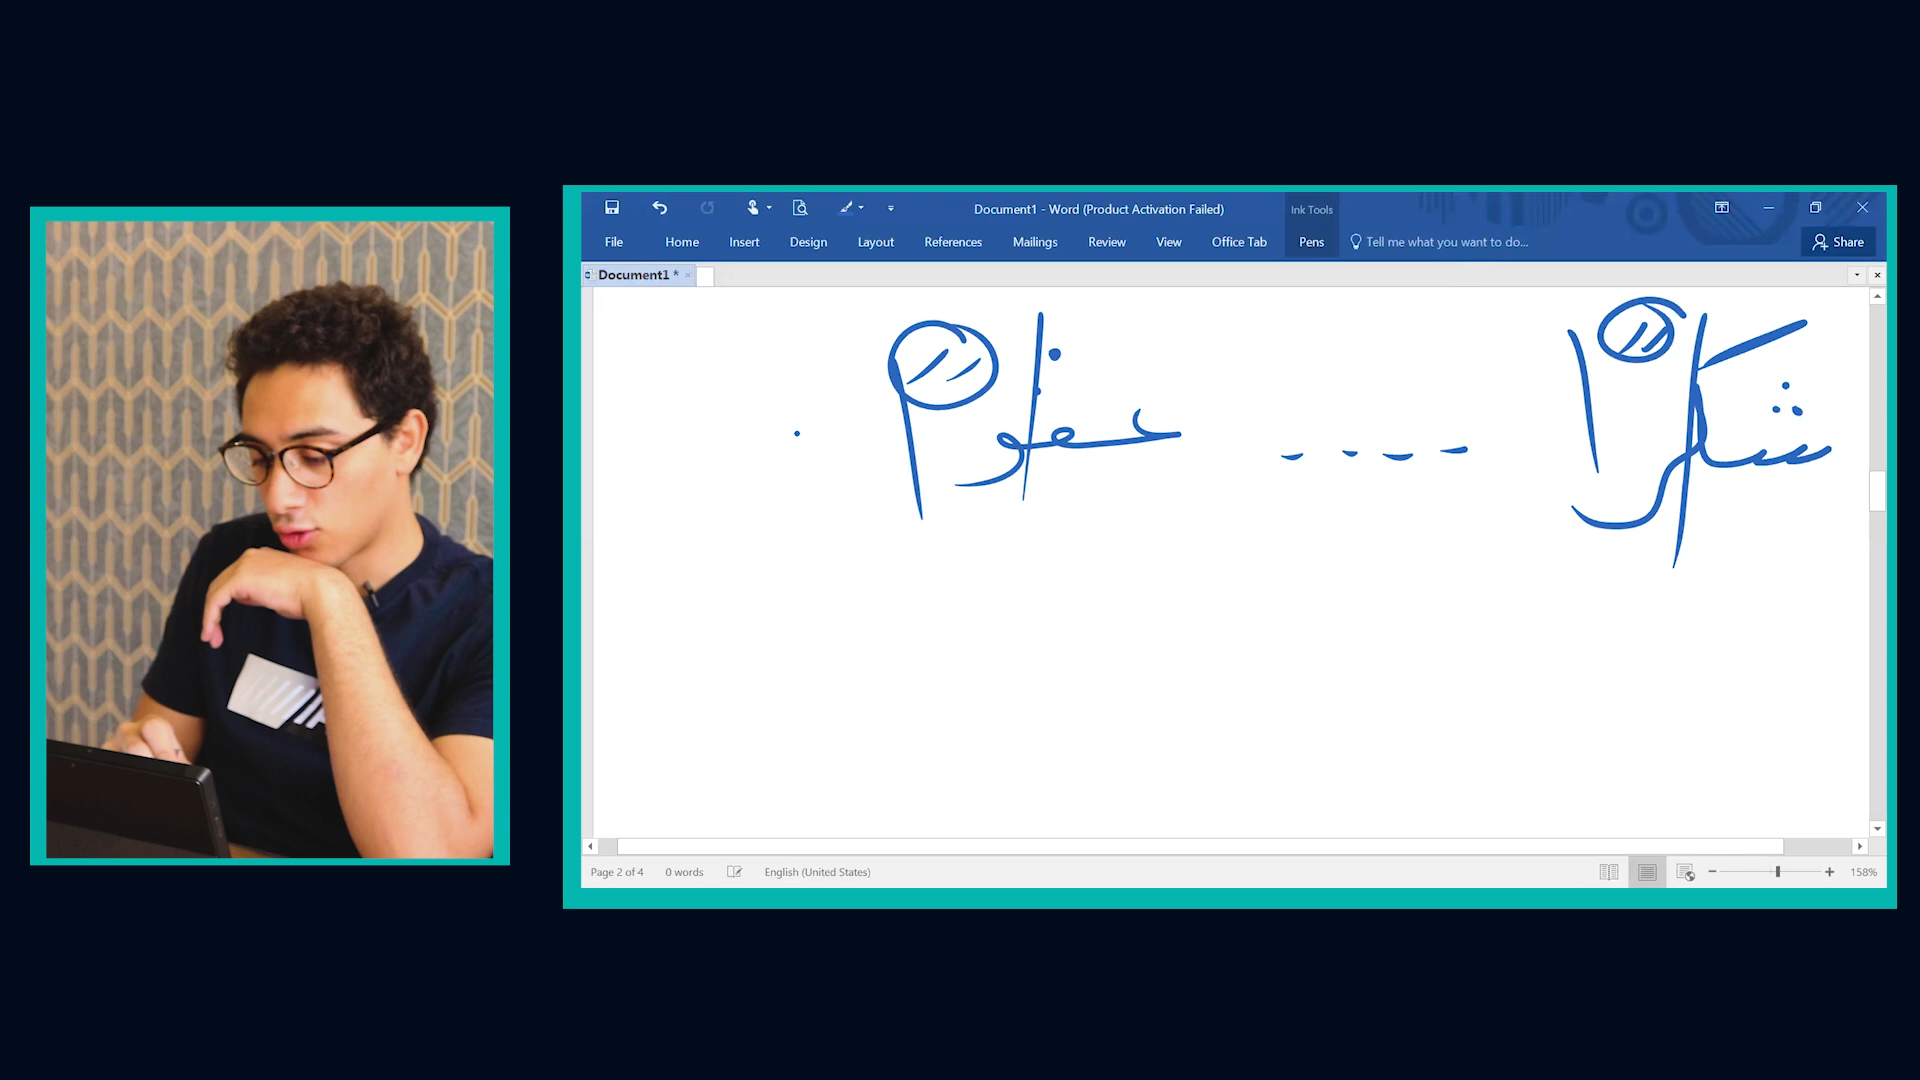 Document1 - Word (Product Activation Failed)
Ink Tools
File Home Insert Design Layout References Mailings Review View Office Tab Pens Tell me what you want to do... Share
Document1 *
شكراً
Page 2 of 4 0 words English (United States) 158%